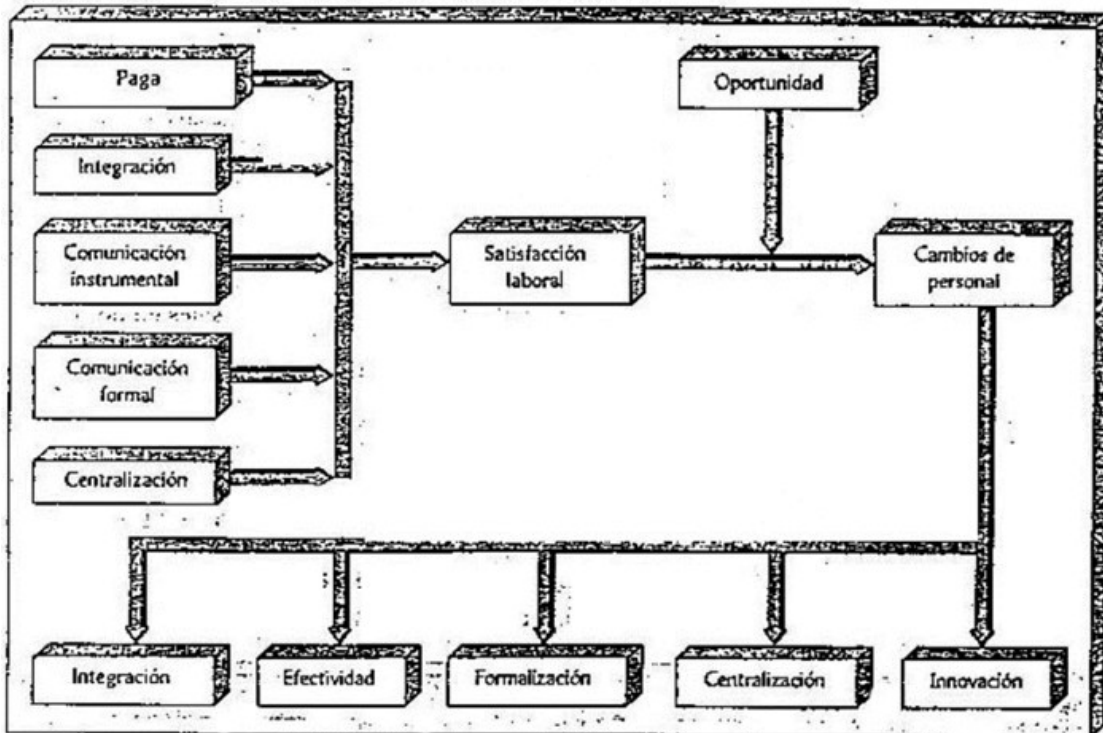 Paga
Oportunidad
Integración
Comunicación
instrumental
Satisfacción
laboral
Cambios de
personal
Comunicación
formal
Centralización
Integración
Efectividad
Formalización
Centralización
Innovación